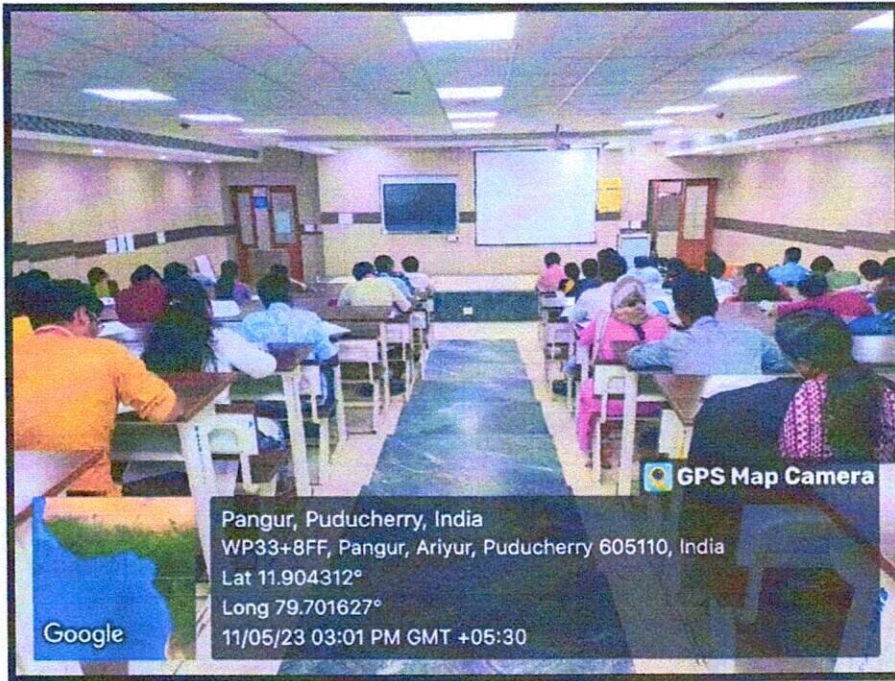 GPS Map Camera
Pangur, Puducherry, India
WP33+8FF, Pangur, Ariyur, Puducherry 605110, India
Lat 11.904312°
Long 79.701627°
11/05/23 03:01 PM GMT +05:30
Google